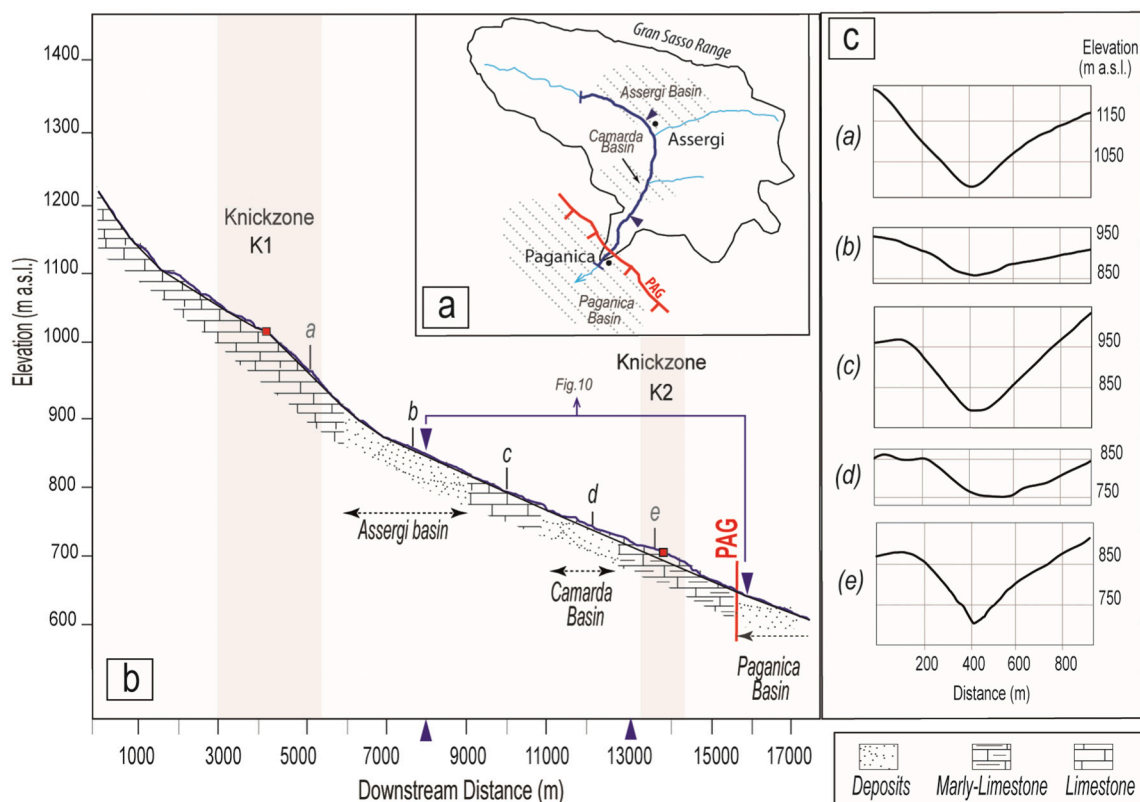 1400
1300
1200
1100
1000
900
800
700
600
Elevation (m a.s.l.)
Knickzone
K1
a
b
c
d
e
Fig.10
Knickzone
K2
PAG
Assergi basin
Camarda
Basin
Paganica
Basin
b
1000
3000
5000
7000
9000
11000
13000
15000
17000
Downstream Distance (m)
Gran Sasso Range
Assergi Basin
Camarda
Basin
Assergi
Paganica
PAG
Paganica
Basin
a
c
Elevation
(m a.s.l.)
(a)
1150
1050
(b)
950
850
(c)
950
850
(d)
850
750
(e)
850
750
200
400
600
800
Distance (m)
Deposits
Marly-Limestone
Limestone